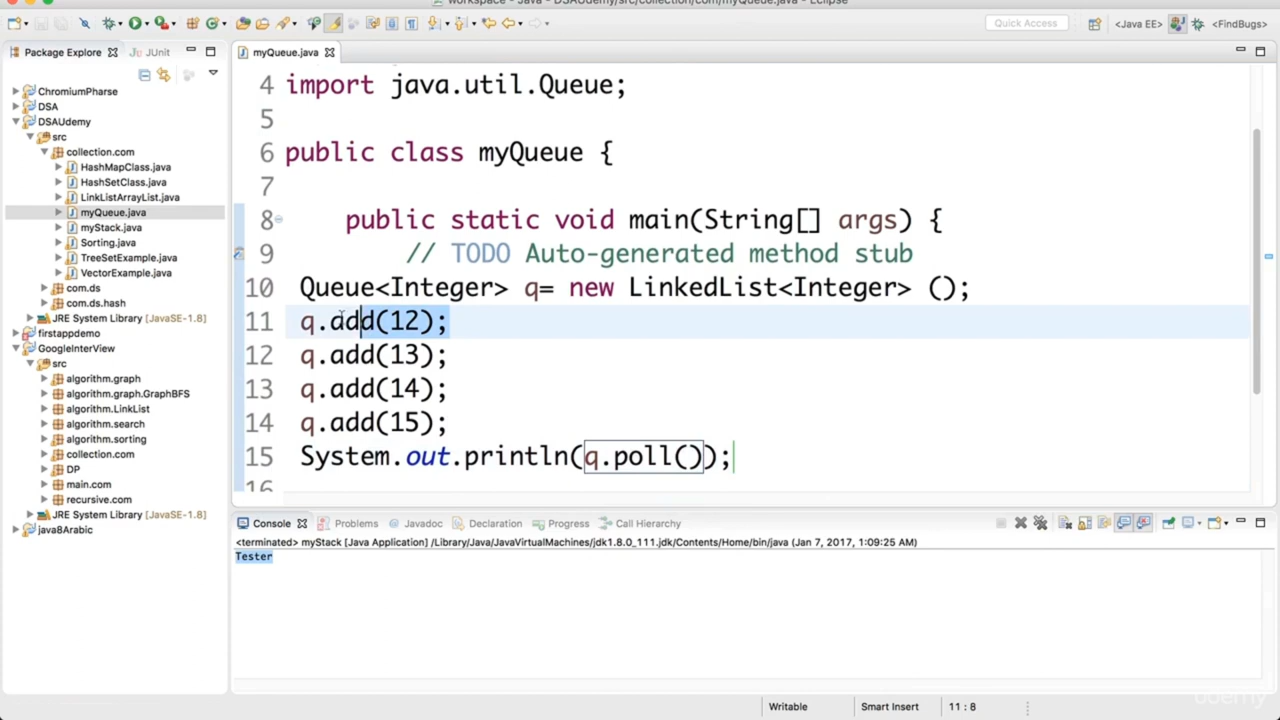 workspace - Java - DSAUdemy/src/collection/com/myQueue.java - Eclipse
Quick Access
<Java EE>
<FindBugs>
Package Explorer
JUnit
myQueue.java
ChromiumPharse
DSA
DSAUdemy
src
collection.com
HashMapClass.java
HashSetClass.java
LinkListArrayList.java
myQueue.java
myStack.java
Sorting.java
TreeSetExample.java
VectorExample.java
com.ds
com.ds.hash
JRE System Library [JavaSE-1.8]
firstappdemo
GoogleInterView
src
algorithm.graph
algorithm.graph.GraphBFS
algorithm.LinkList
algorithm.search
algorithm.sorting
collection.com
DP
main.com
recursive.com
JRE System Library [JavaSE-1.8]
java8Arabic
4 import java.util.Queue;
5
6 public class myQueue {
7
8 public static void main(String[] args) {
9 // TODO Auto-generated method stub
10 Queue<Integer> q= new LinkedList<Integer> ();
11 q.add(12);
12 q.add(13);
13 q.add(14);
14 q.add(15);
15 System.out.println(q.poll());
16
Console
Problems
Javadoc
Declaration
Progress
Call Hierarchy
<terminated> myStack [Java Application] /Library/Java/JavaVirtualMachines/jdk1.8.0_111.jdk/Contents/Home/bin/java (Jan 7, 2017, 1:09:25 AM)
Tester
Writable
Smart Insert
11 : 8
udemy